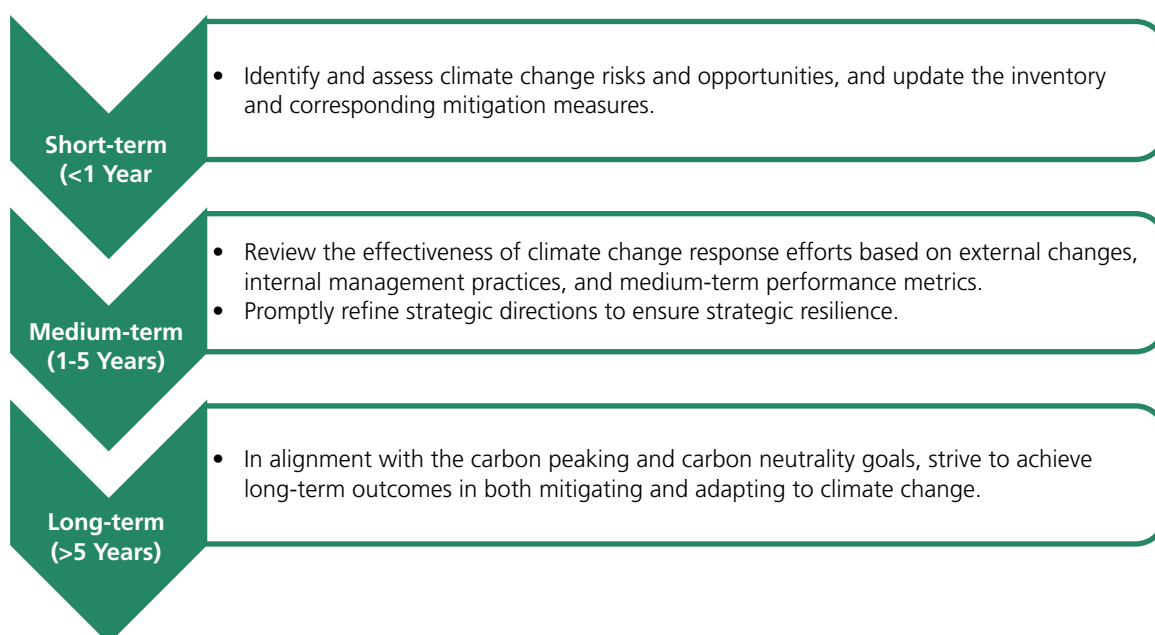 Short-term
(<1 Year
• Identify and assess climate change risks and opportunities, and update the inventory
and corresponding mitigation measures.
Medium-term
(1-5 Years)
• Review the effectiveness of climate change response efforts based on external changes,
internal management practices, and medium-term performance metrics.
• Promptly refine strategic directions to ensure strategic resilience.
Long-term
(>5 Years)
• In alignment with the carbon peaking and carbon neutrality goals, strive to achieve
long-term outcomes in both mitigating and adapting to climate change.